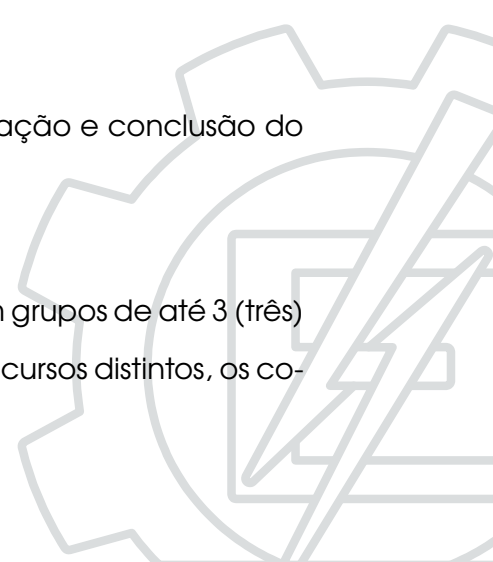 ação e conclusão do
grupos de até 3 (três)
cursos distintos, os co-